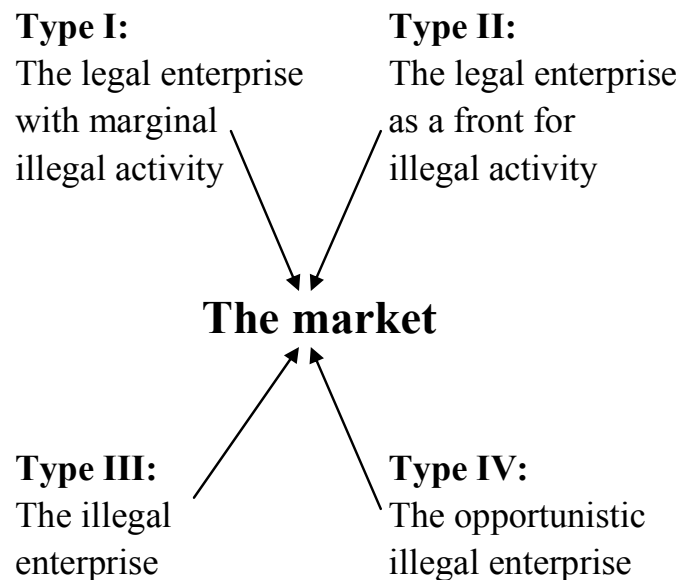 Type I:
The legal enterprise
with marginal
illegal activity
Type II:
The legal enterprise
as a front for
illegal activity
The market
Type III:
The illegal
enterprise
Type IV:
The opportunistic
illegal enterprise